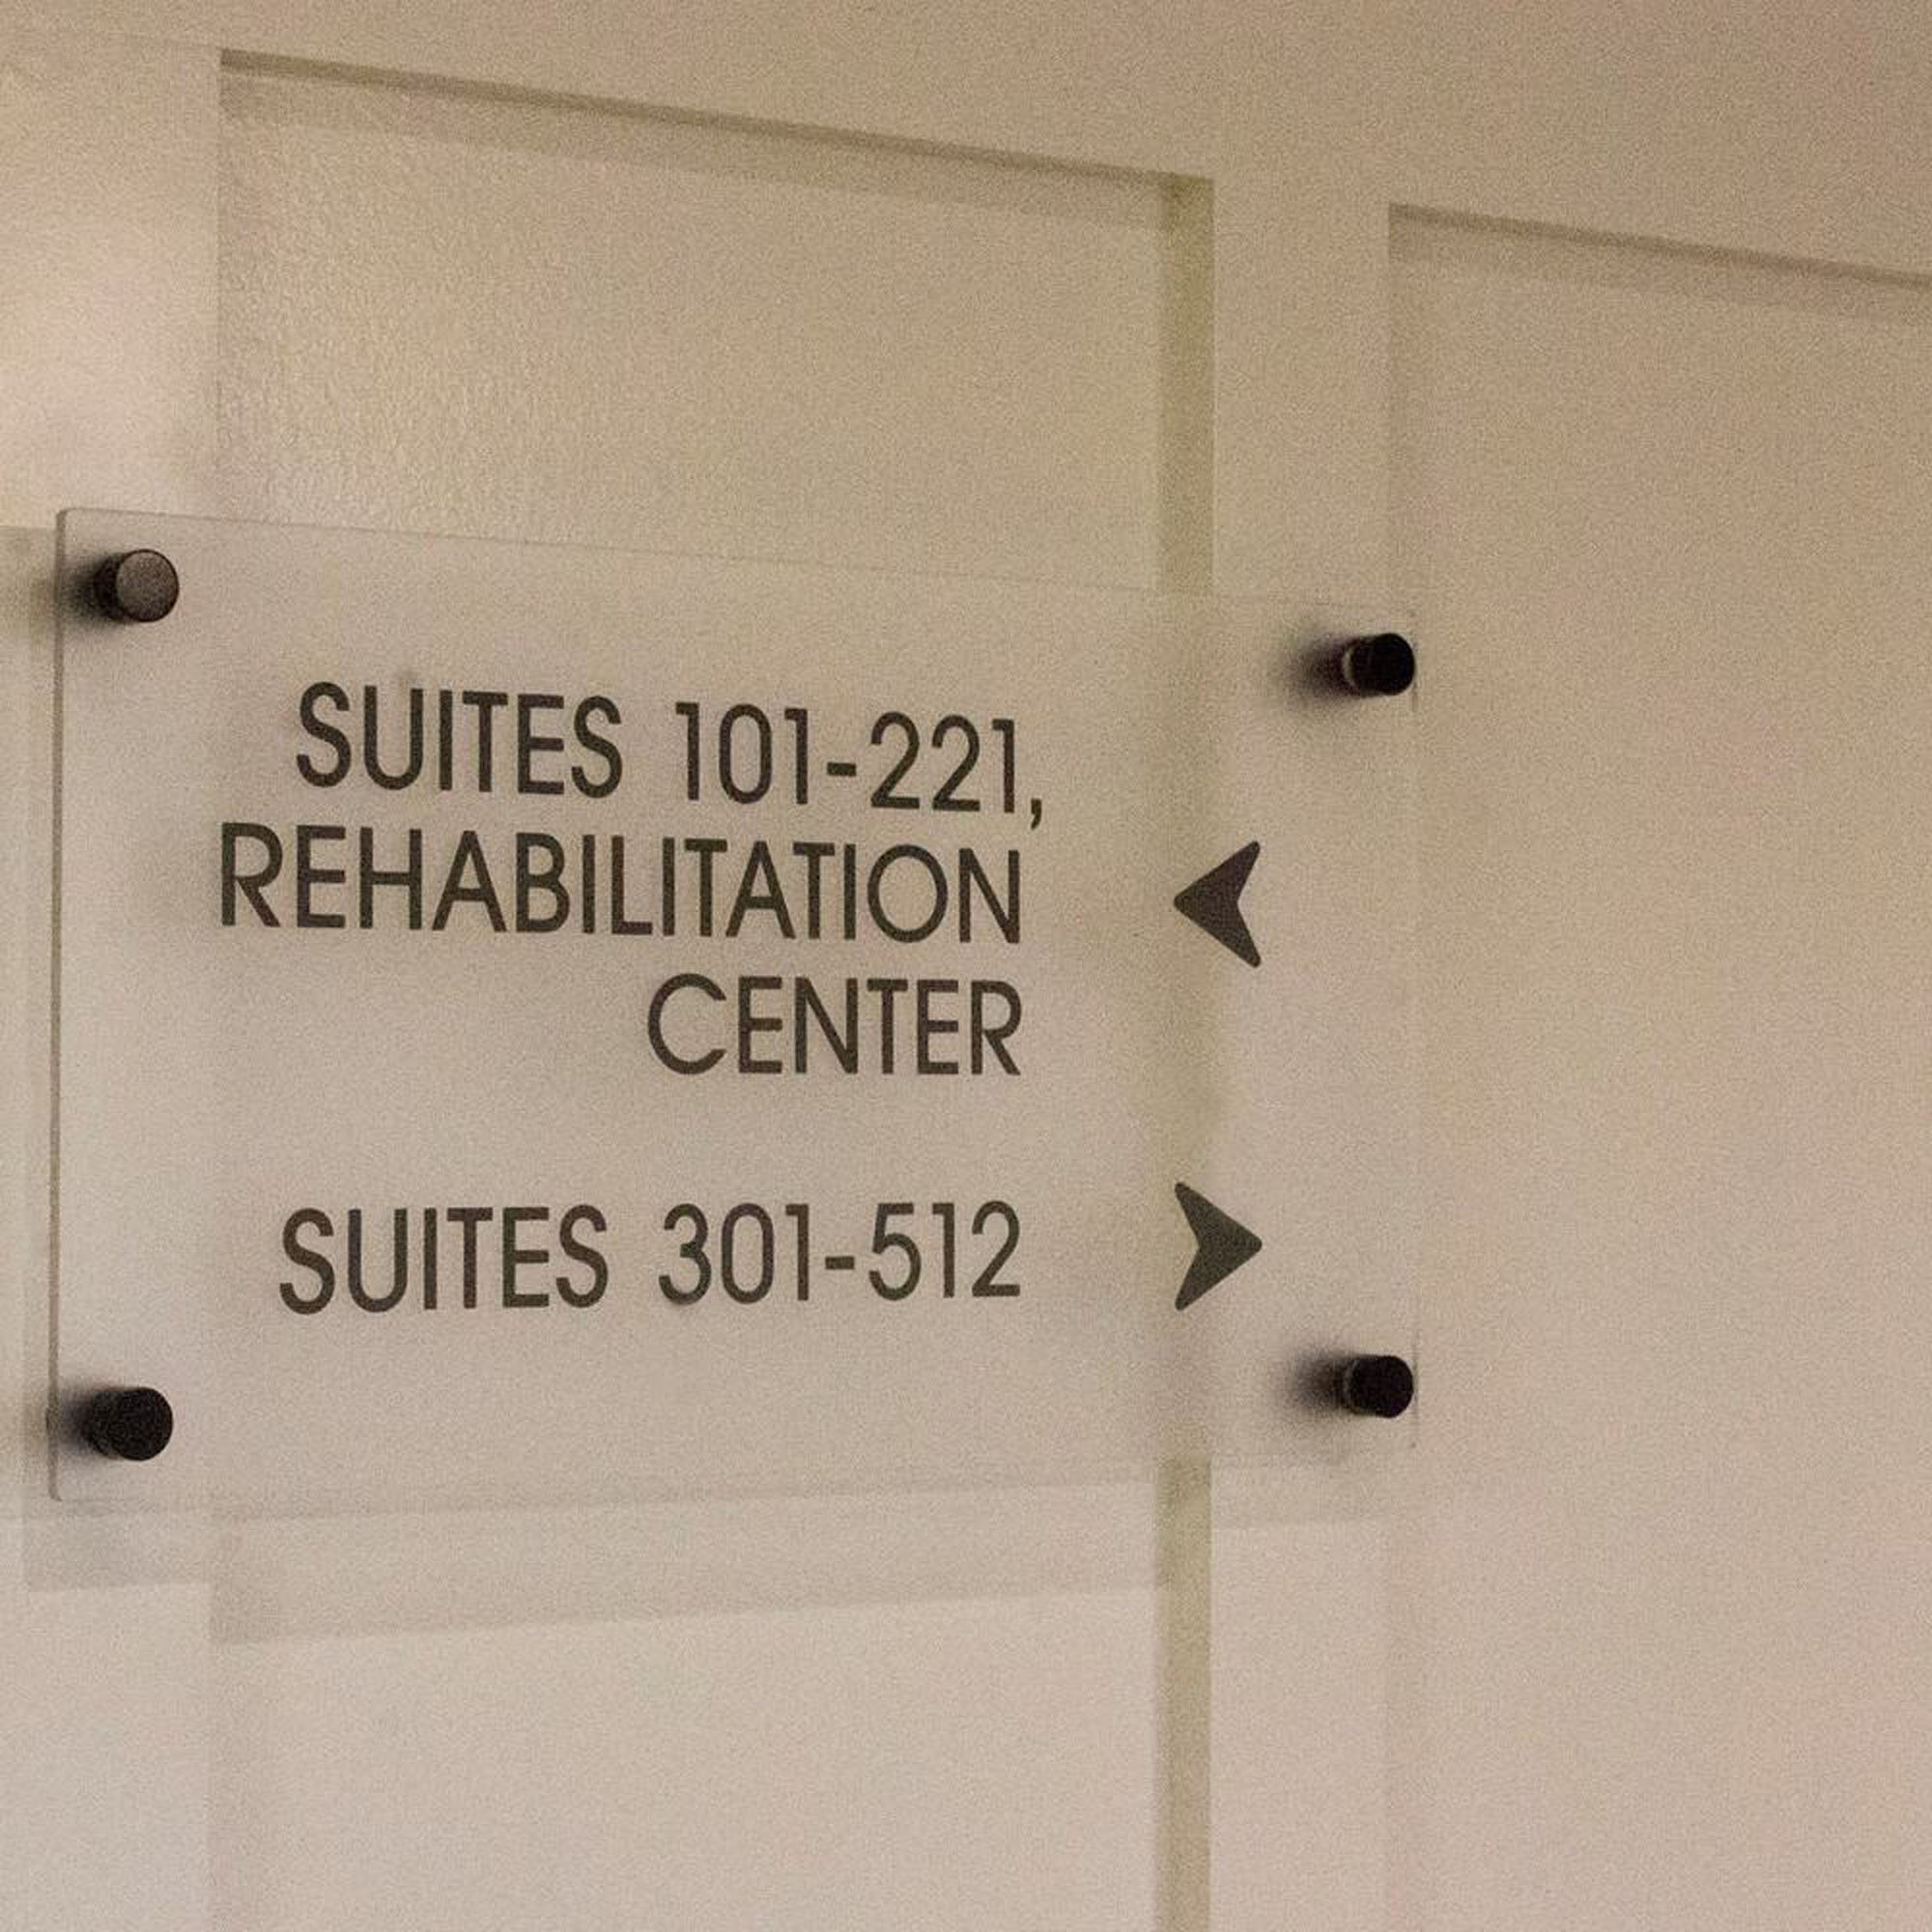 SUITES 101-221,
REHABILITATION
CENTER
SUITES 301-512